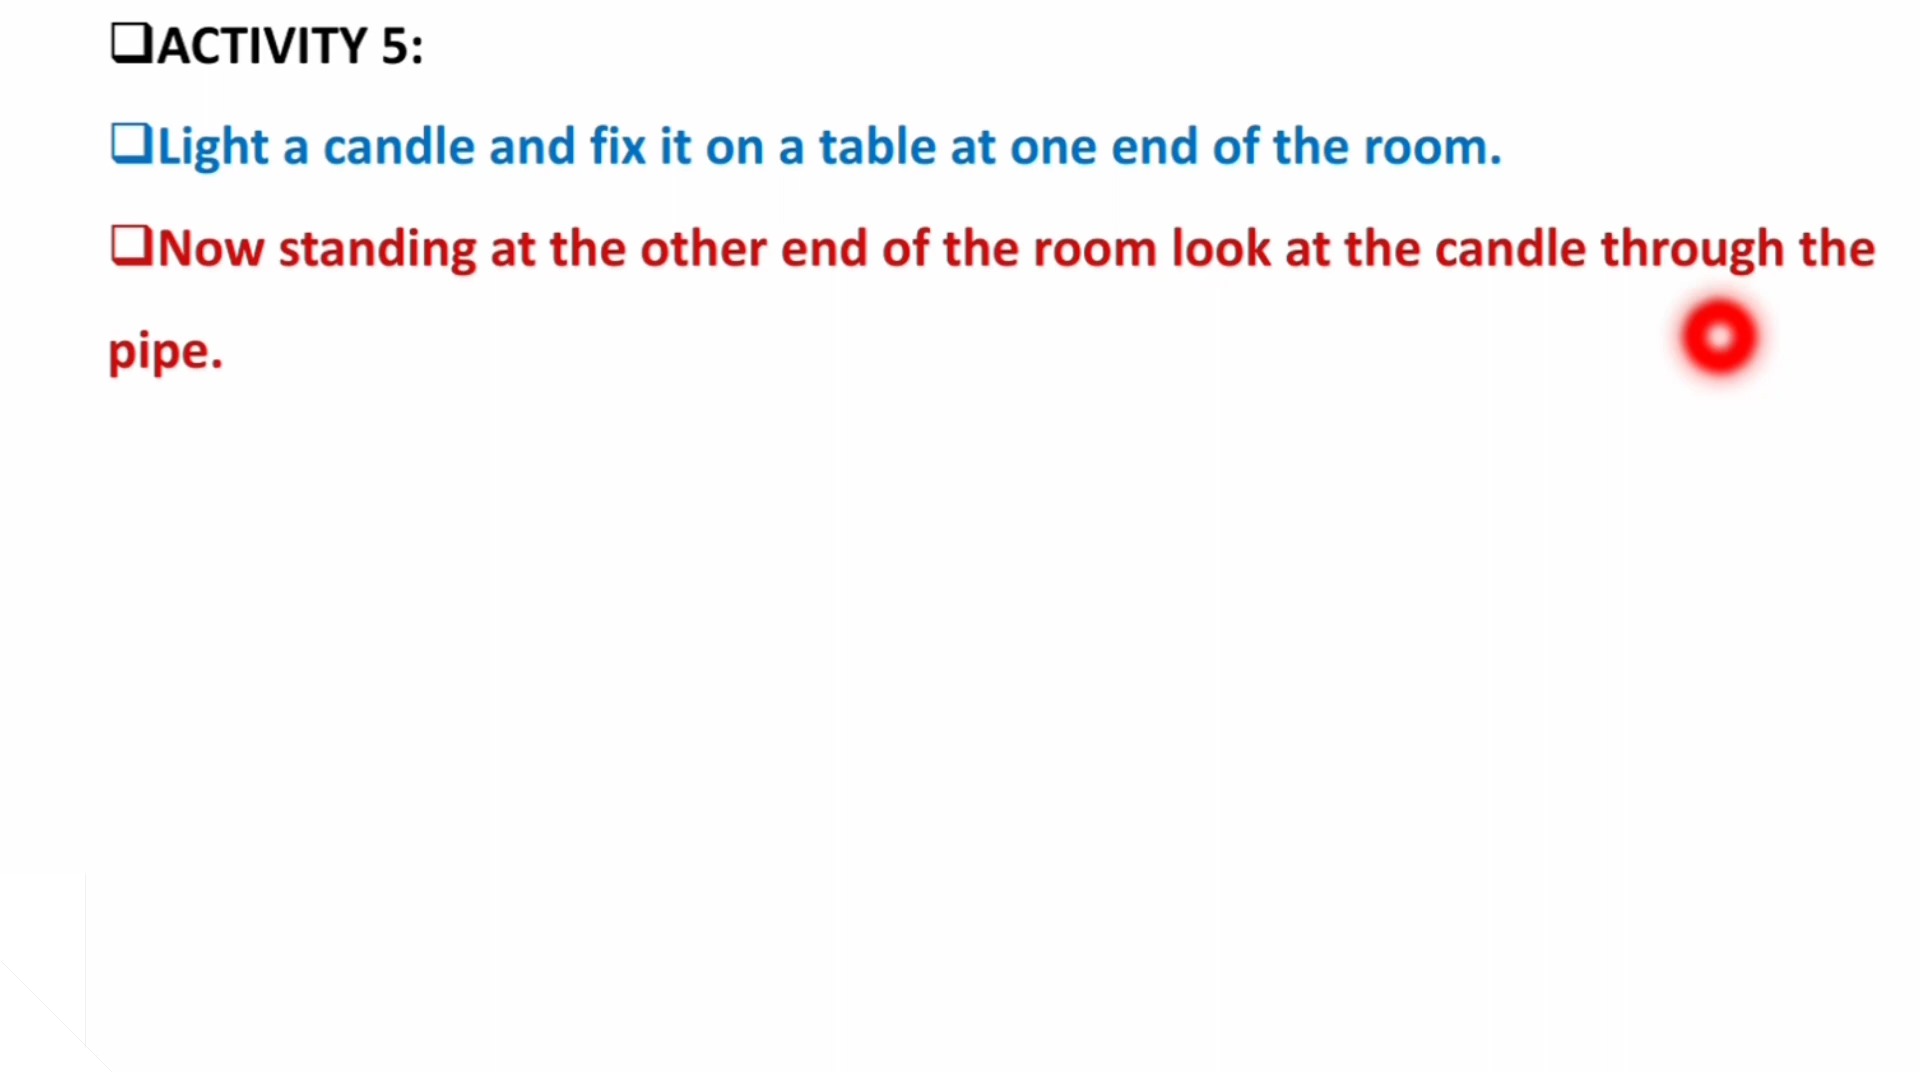 ❑ACTIVITY 5:
❑Light a candle and fix it on a table at one end of the room.
❑Now standing at the other end of the room look at the candle through the
pipe.